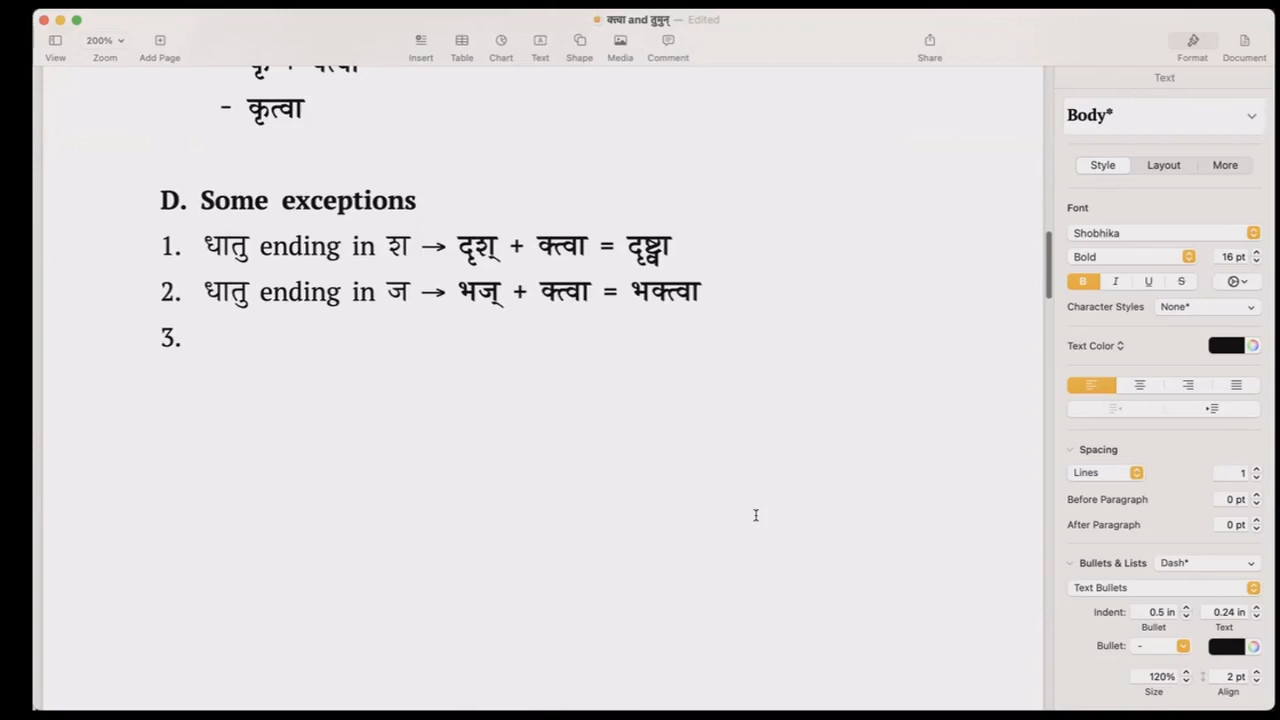 क्त्वा and तुमुन् — Edited
200%
View Zoom Add Page Insert Table Chart Text Shape Media Comment Share Format Document
- कृत्वा
D. Some exceptions
1. धातु ending in श → दृश् + क्त्वा = दृष्ट्वा
2. धातु ending in ज → भज् + क्त्वा = भक्त्वा
3.
Text
Body*
Style Layout More
Font
Shobhika
Bold 16 pt
B I U S
Character Styles None*
Text Color
Spacing
Lines 1
Before Paragraph 0 pt
After Paragraph 0 pt
Bullets & Lists Dash*
Text Bullets
Indent: 0.5 in 0.24 in
Bullet Text
Bullet: -
120% 2 pt
Size Align